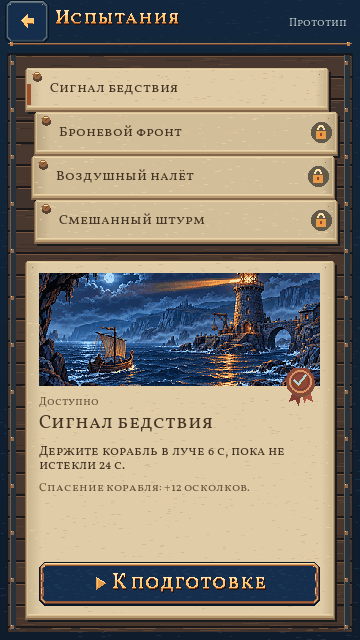 Испытания
Прототип
Сигнал бедствия
Броневой фронт
Воздушный налёт
Смешанный штурм
Доступно
Сигнал бедствия
Держите корабль в луче 6 с, пока не
истекли 24 с.
Спасение корабля: +12 осколков.
К подготовке